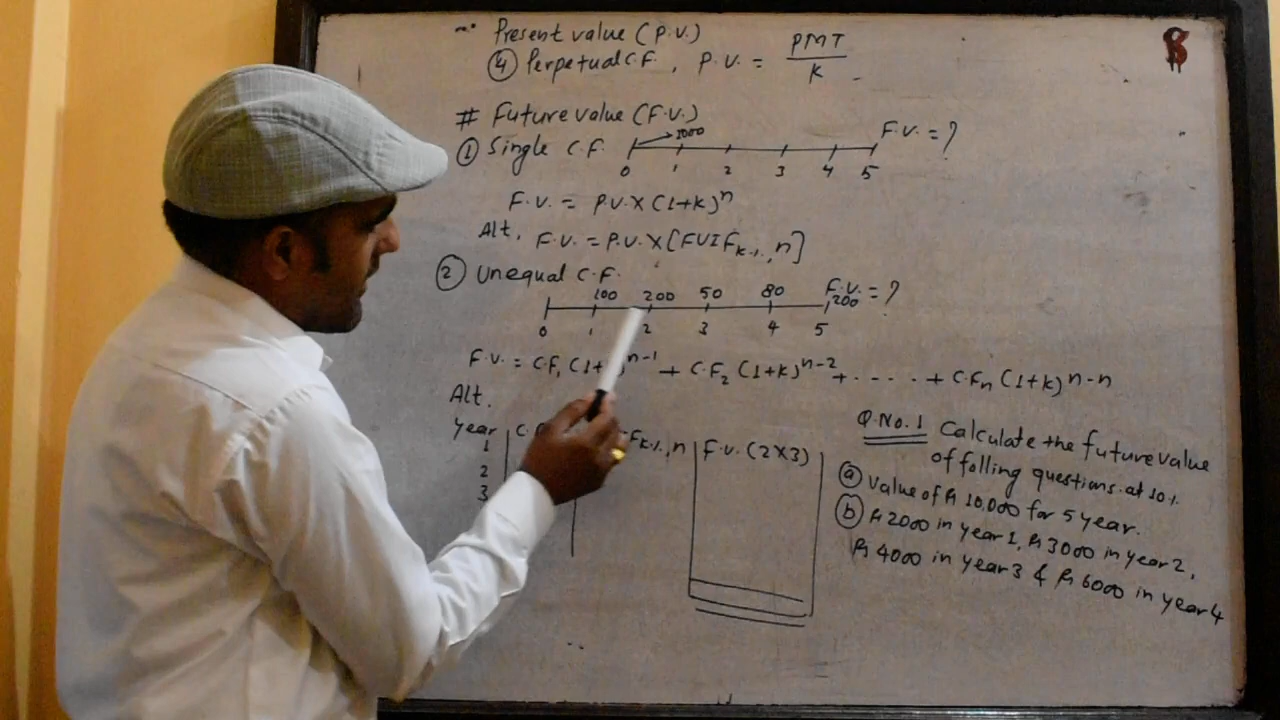 Present value (P.V.)
④ Perpetual C.F., P.V. = PMT / K
# Future value (F.V.)
① Single C.F. 1000 F.V. = ?
0 1 2 3 4 5
F.V. = P.V. X (1+K)^n
Alt. F.V. = P.V. X [FVIF K%, n]
② Unequal C.F.
100 200 50 80 200 F.V. = ?
0 1 2 3 4 5
F.V. = C.F₁ (1+ )^n-1 + C.F₂ (1+K)^n-2 + ..... + C.Fn (1+K)^n-n
Alt.
Year C. F K%, n F.V. (2X3)
1
2
3
Q.No.1 Calculate the future value
of folling questions. at 10%
ⓐ Value of Rs 10,000 for 5 year.
ⓑ Rs 2000 in year 1, Rs 3000 in year 2,
Rs 4000 in year 3 & Rs 6000 in year 4
B